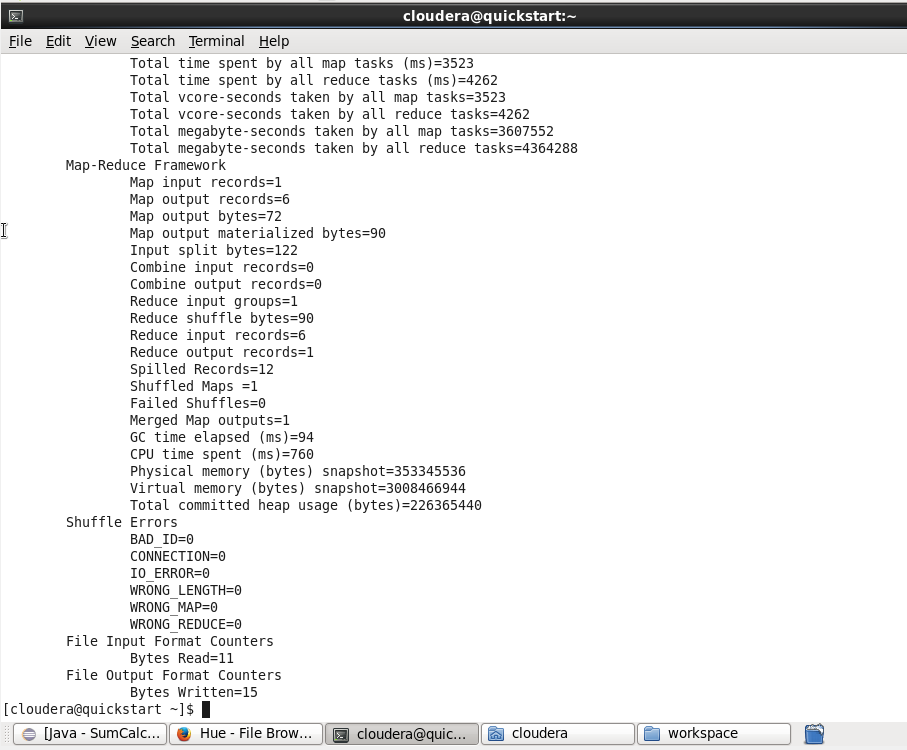 cloudera@quickstart:~
File Edit View Search Terminal Help
Total time spent by all map tasks (ms)=3523
Total time spent by all reduce tasks (ms)=4262
Total vcore-seconds taken by all map tasks=3523
Total vcore-seconds taken by all reduce tasks=4262
Total megabyte-seconds taken by all map tasks=3607552
Total megabyte-seconds taken by all reduce tasks=4364288
Map-Reduce Framework
Map input records=1
Map output records=6
Map output bytes=72
Map output materialized bytes=90
Input split bytes=122
Combine input records=0
Combine output records=0
Reduce input groups=1
Reduce shuffle bytes=90
Reduce input records=6
Reduce output records=1
Spilled Records=12
Shuffled Maps =1
Failed Shuffles=0
Merged Map outputs=1
GC time elapsed (ms)=94
CPU time spent (ms)=760
Physical memory (bytes) snapshot=353345536
Virtual memory (bytes) snapshot=3008466944
Total committed heap usage (bytes)=226365440
Shuffle Errors
BAD_ID=0
CONNECTION=0
IO_ERROR=0
WRONG_LENGTH=0
WRONG_MAP=0
WRONG_REDUCE=0
File Input Format Counters
Bytes Read=11
File Output Format Counters
Bytes Written=15
[cloudera@quickstart ~]$
[Java - SumCalc... Hue - File Brow... cloudera@quic... cloudera workspace